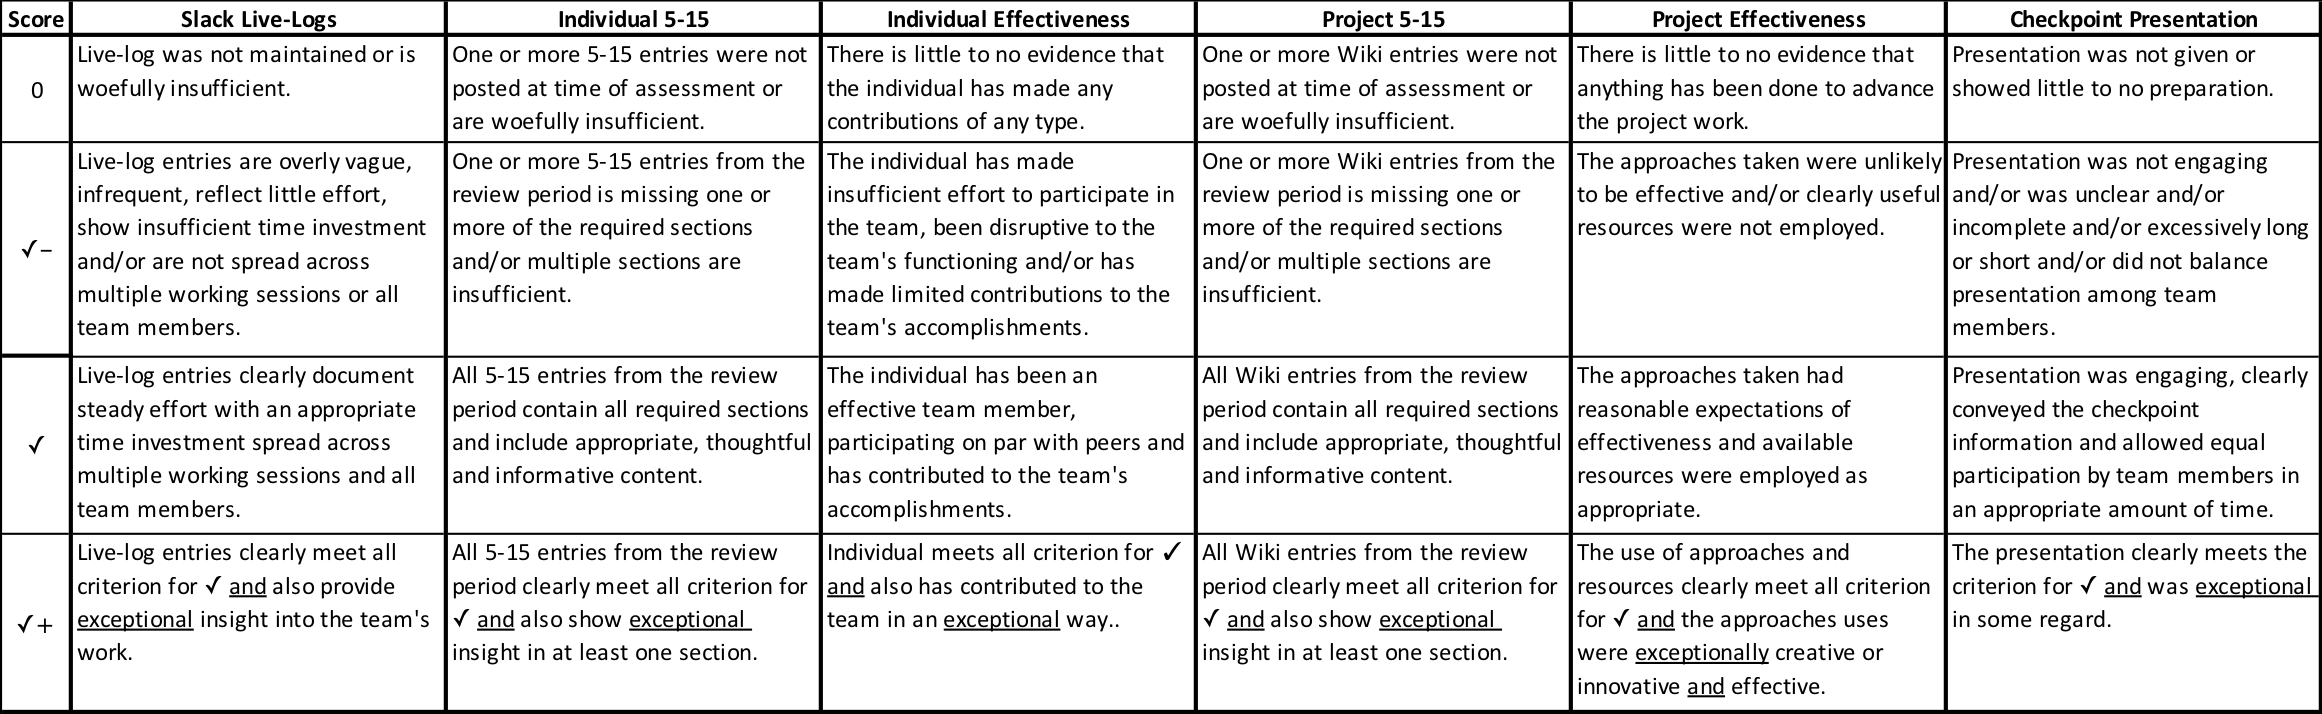 Score
Slack Live-Logs
Individual 5-15
Individual Effectiveness
Project 5-15
Project Effectiveness
Checkpoint Presentation
0
Live-log was not maintained or is
woefully insufficient.
One or more 5-15 entries were not
posted at time of assessment or
are woefully insufficient.
There is little to no evidence that
the individual has made any
contributions of any type.
One or more Wiki entries were not
posted at time of assessment or
are woefully insufficient.
There is little to no evidence that
anything has been done to advance
the project work.
Presentation was not given or
showed little to no preparation.
✓–
Live-log entries are overly vague,
infrequent, reflect little effort,
show insufficient time investment
and/or are not spread across
multiple working sessions or all
team members.
One or more 5-15 entries from the
review period is missing one or
more of the required sections
and/or multiple sections are
insufficient.
The individual has made
insufficient effort to participate in
the team, been disruptive to the
team's functioning and/or has
made limited contributions to the
team's accomplishments.
One or more Wiki entries from the
review period is missing one or
more of the required sections
and/or multiple sections are
insufficient.
The approaches taken were unlikely
to be effective and/or clearly useful
resources were not employed.
Presentation was not engaging
and/or was unclear and/or
incomplete and/or excessively long
or short and/or did not balance
presentation among team
members.
✓
Live-log entries clearly document
steady effort with an appropriate
time investment spread across
multiple working sessions and all
team members.
All 5-15 entries from the review
period contain all required sections
and include appropriate, thoughtful
and informative content.
The individual has been an
effective team member,
participating on par with peers and
has contributed to the team's
accomplishments.
All Wiki entries from the review
period contain all required sections
and include appropriate, thoughtful
and informative content.
The approaches taken had
reasonable expectations of
effectiveness and available
resources were employed as
appropriate.
Presentation was engaging, clearly
conveyed the checkpoint
information and allowed equal
participation by team members in
an appropriate amount of time.
✓+
Live-log entries clearly meet all
criterion for ✓ and also provide
exceptional insight into the team's
work.
All 5-15 entries from the review
period clearly meet all criterion for
✓ and also show exceptional
insight in at least one section.
Individual meets all criterion for ✓
and also has contributed to the
team in an exceptional way..
All Wiki entries from the review
period clearly meet all criterion for
✓ and also show exceptional
insight in at least one section.
The use of approaches and
resources clearly meet all criterion
for ✓ and the approaches uses
were exceptionally creative or
innovative and effective.
The presentation clearly meets the
criterion for ✓ and was exceptional
in some regard.